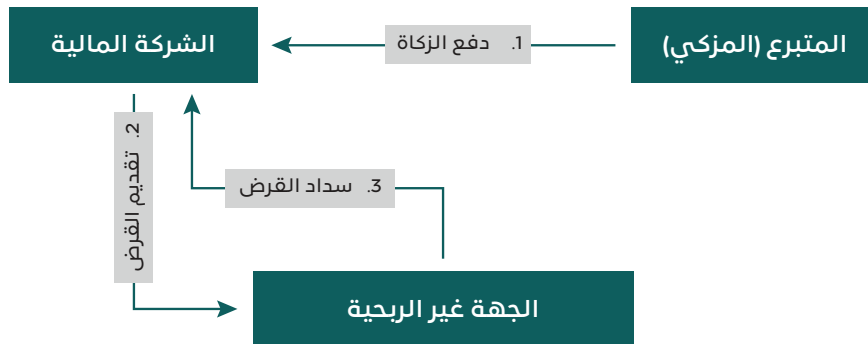 المتبرع (المزكي)
1. دفع الزكاة
الشركة المالية
2. تقديم القرض
3. سداد القرض
الجهة غير الربحية